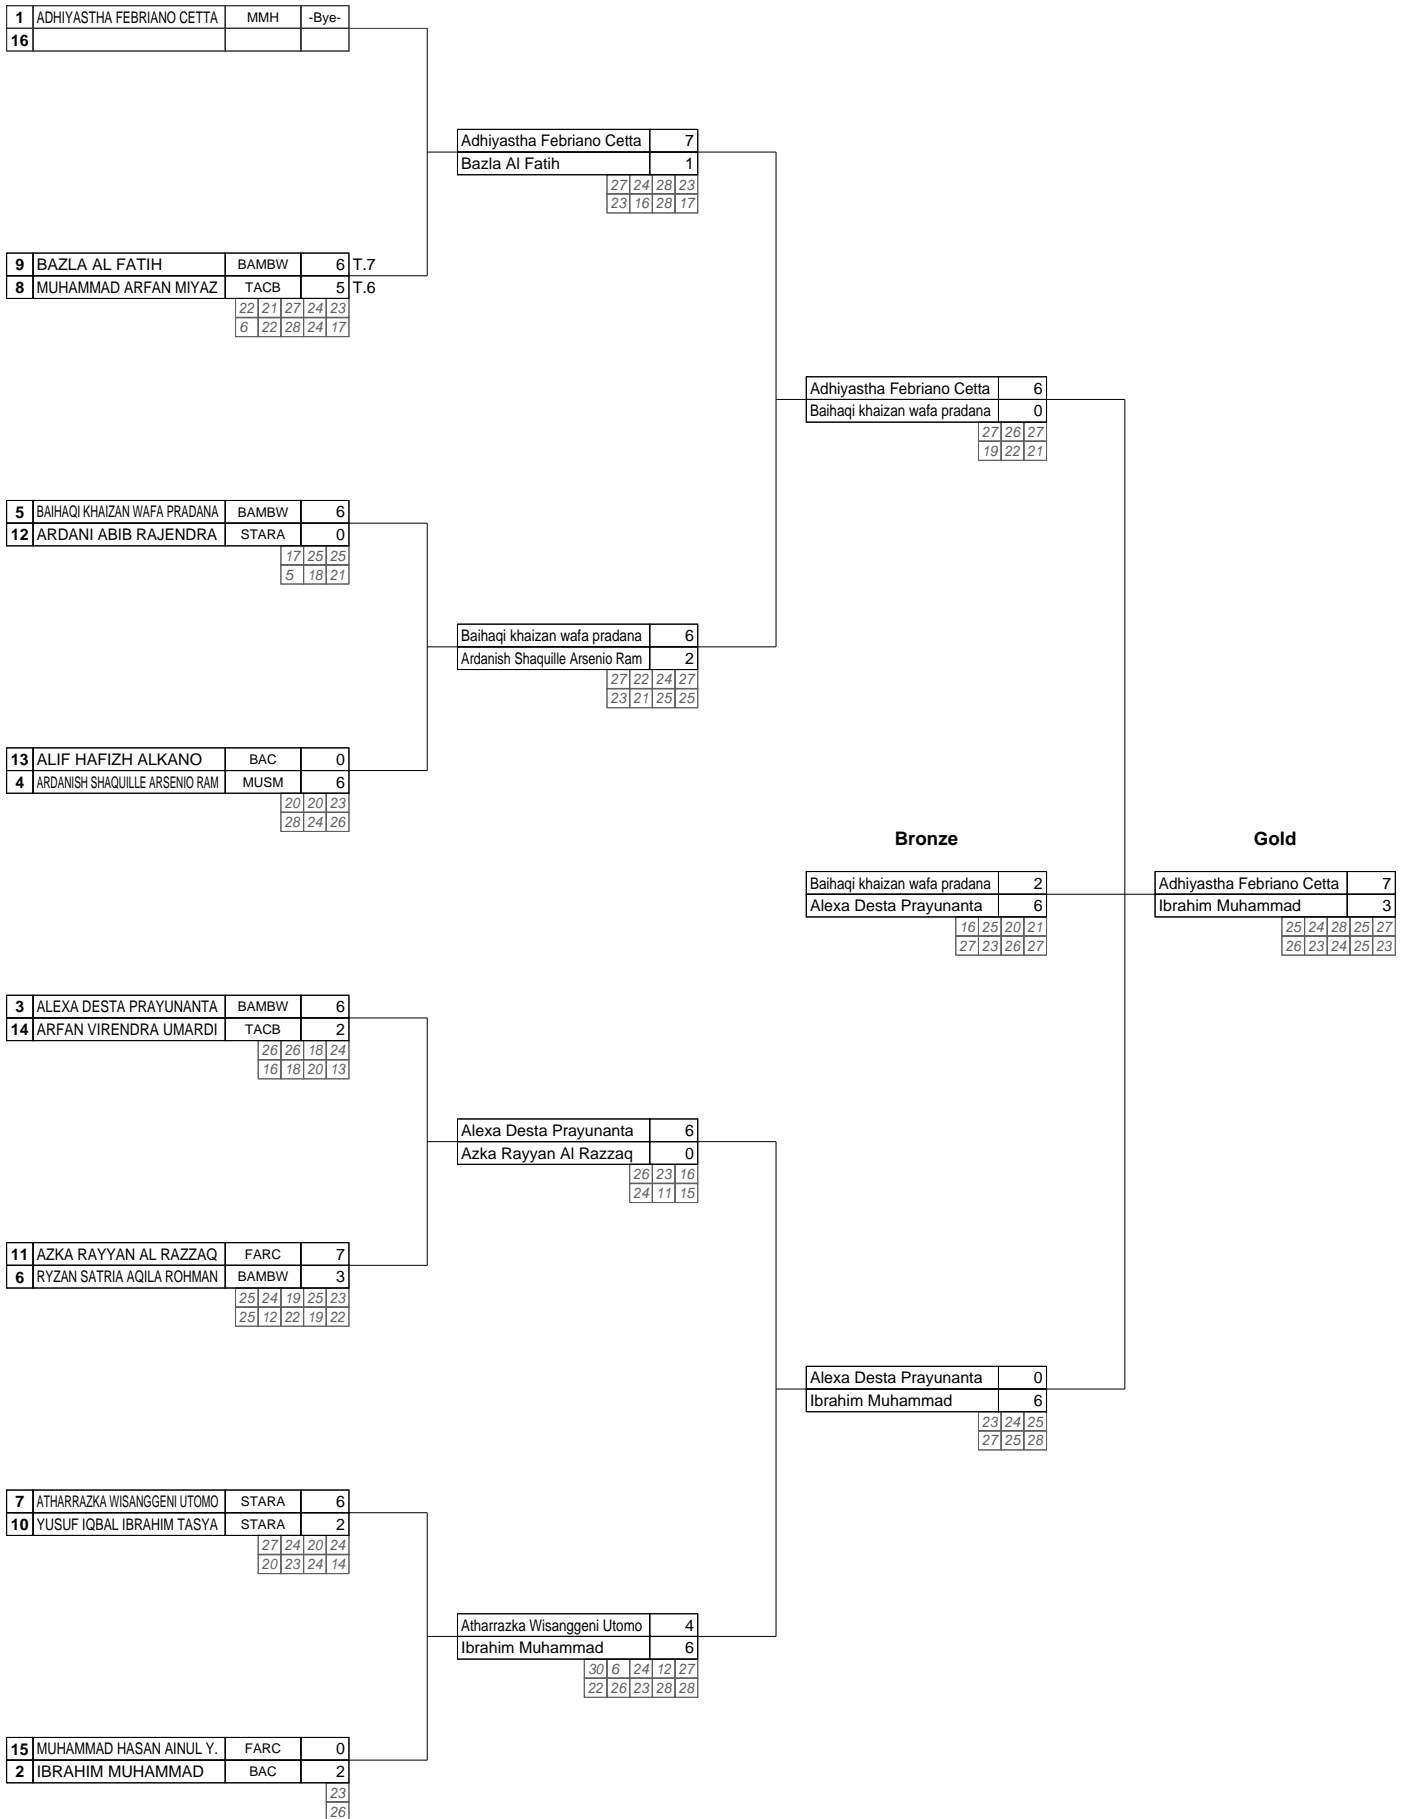 1 ADHIYASTHA FEBRIANO CETTA MMH -Bye-
16
Adhiyastha Febriano Cetta 7
Bazla Al Fatih 1
27 24 28 23
23 16 28 17
9 BAZLA AL FATIH BAMBW 6 T.7
8 MUHAMMAD ARFAN MIYAZ TACB 5 T.6
22 21 27 24 23
6 22 28 24 17
Adhiyastha Febriano Cetta 6
Baihaqi khaizan wafa pradana 0
27 26 27
19 22 21
5 BAIHAQI KHAIZAN WAFA PRADANA BAMBW 6
12 ARDANI ABIB RAJENDRA STARA 0
17 25 25
5 18 21
Baihaqi khaizan wafa pradana 6
Ardanish Shaquille Arsenio Ram 2
27 22 24 27
23 21 25 25
13 ALIF HAFIZH ALKANO BAC 0
4 ARDANISH SHAQUILLE ARSENIO RAM MUSM 6
20 20 23
28 24 26
Bronze Gold
Baihaqi khaizan wafa pradana 2 Adhiyastha Febriano Cetta 7
Alexa Desta Prayunanta 6 Ibrahim Muhammad 3
16 25 20 21 25 24 28 25 27
27 23 26 27 26 23 24 25 23
3 ALEXA DESTA PRAYUNANTA BAMBW 6
14 ARFAN VIRENDRA UMARDI TACB 2
26 26 18 24
16 18 20 13
Alexa Desta Prayunanta 6
Azka Rayyan Al Razzaq 0
26 23 16
24 11 15
11 AZKA RAYYAN AL RAZZAQ FARC 7
6 RYZAN SATRIA AQILA ROHMAN BAMBW 3
25 24 19 25 23
25 12 22 19 22
Alexa Desta Prayunanta 0
Ibrahim Muhammad 6
23 24 25
27 25 28
7 ATHARRAZKA WISANGGENI UTOMO STARA 6
10 YUSUF IQBAL IBRAHIM TASYA STARA 2
27 24 20 24
20 23 24 14
Atharrazka Wisanggeni Utomo 4
Ibrahim Muhammad 6
30 6 24 12 27
22 26 23 28 28
15 MUHAMMAD HASAN AINUL Y. FARC 0
2 IBRAHIM MUHAMMAD BAC 2
23
26